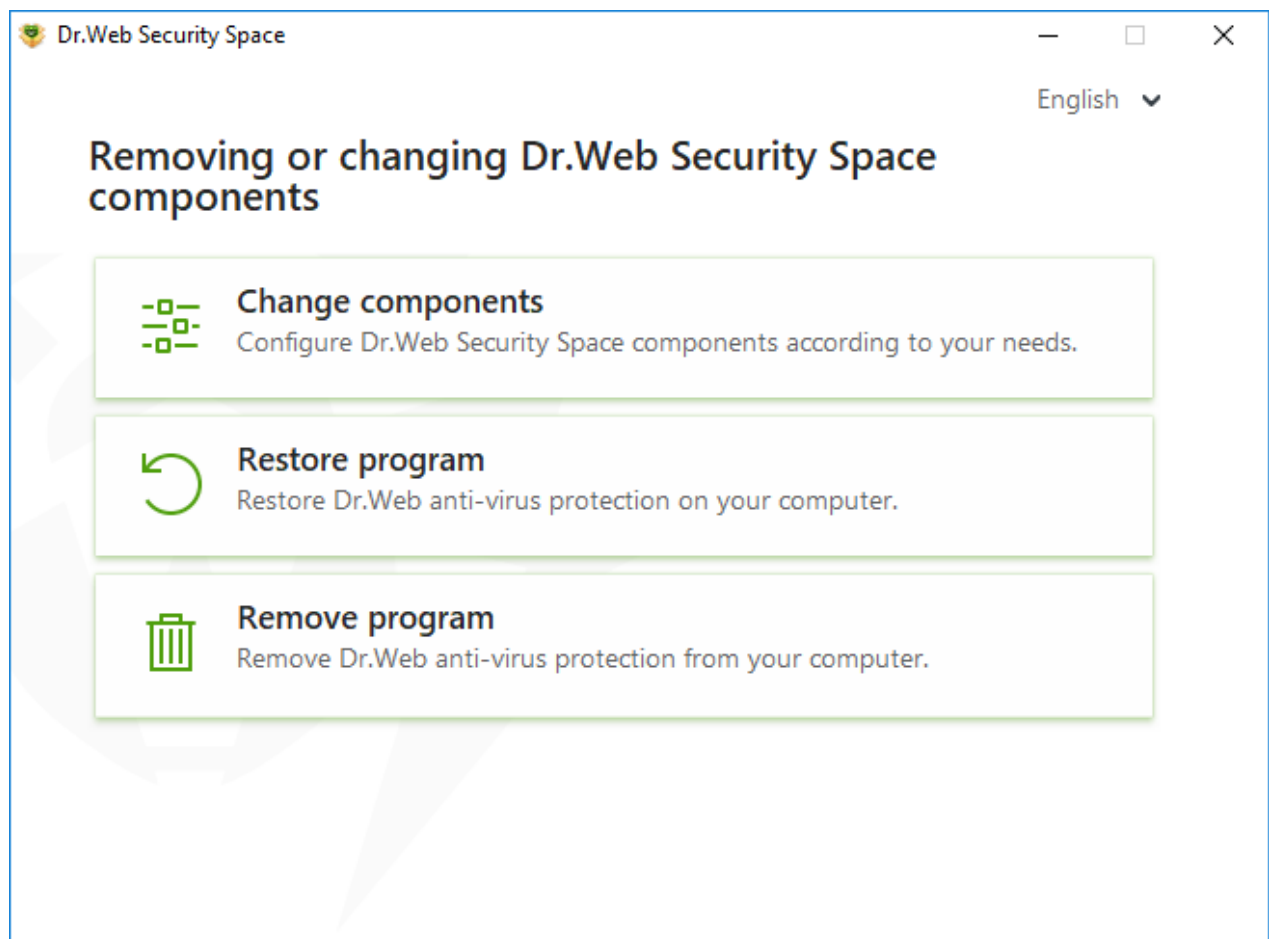 Dr.Web Security Space
English
Removing or changing Dr.Web Security Space
components
Change components
Configure Dr.Web Security Space components according to your needs.
Restore program
Restore Dr.Web anti-virus protection on your computer.
Remove program
Remove Dr.Web anti-virus protection from your computer.